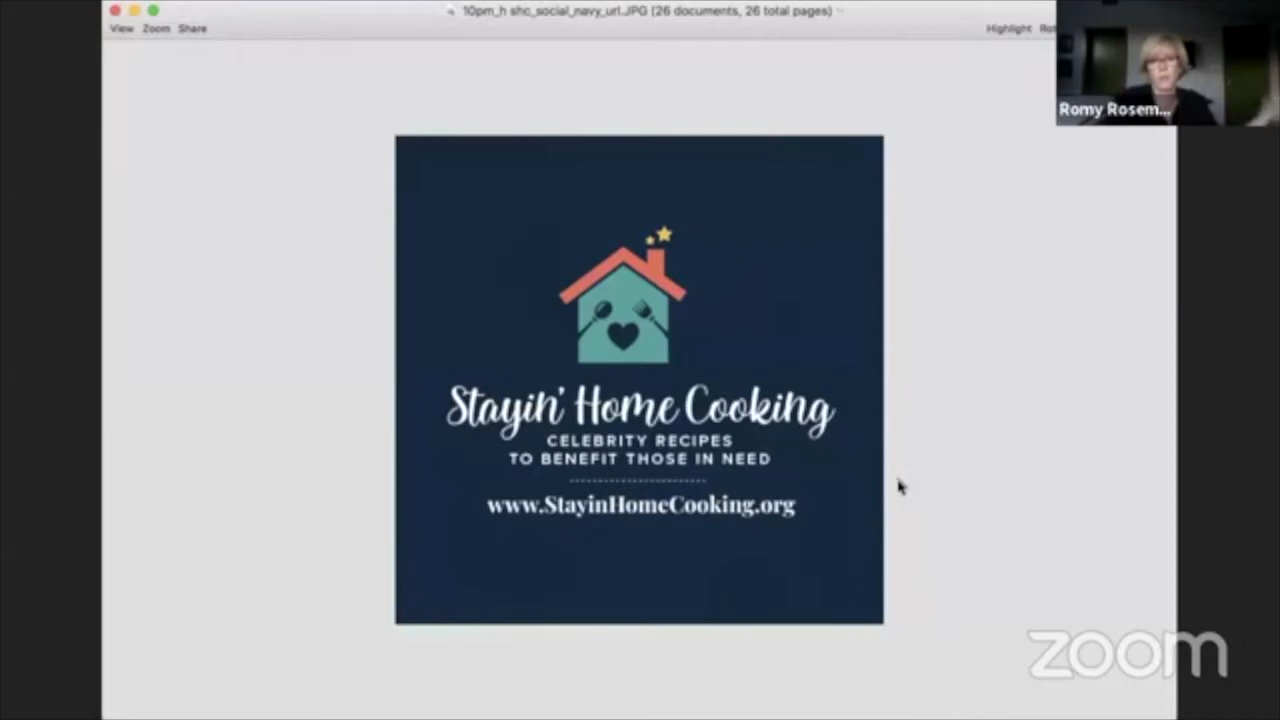 10pm_h shc_social_navy_url.JPG (26 documents, 26 total pages)
View Zoom Share
Highlight
Romy Rosem...
Stayin' Home Cooking
CELEBRITY RECIPES
TO BENEFIT THOSE IN NEED
www.StayinHomeCooking.org
zoom